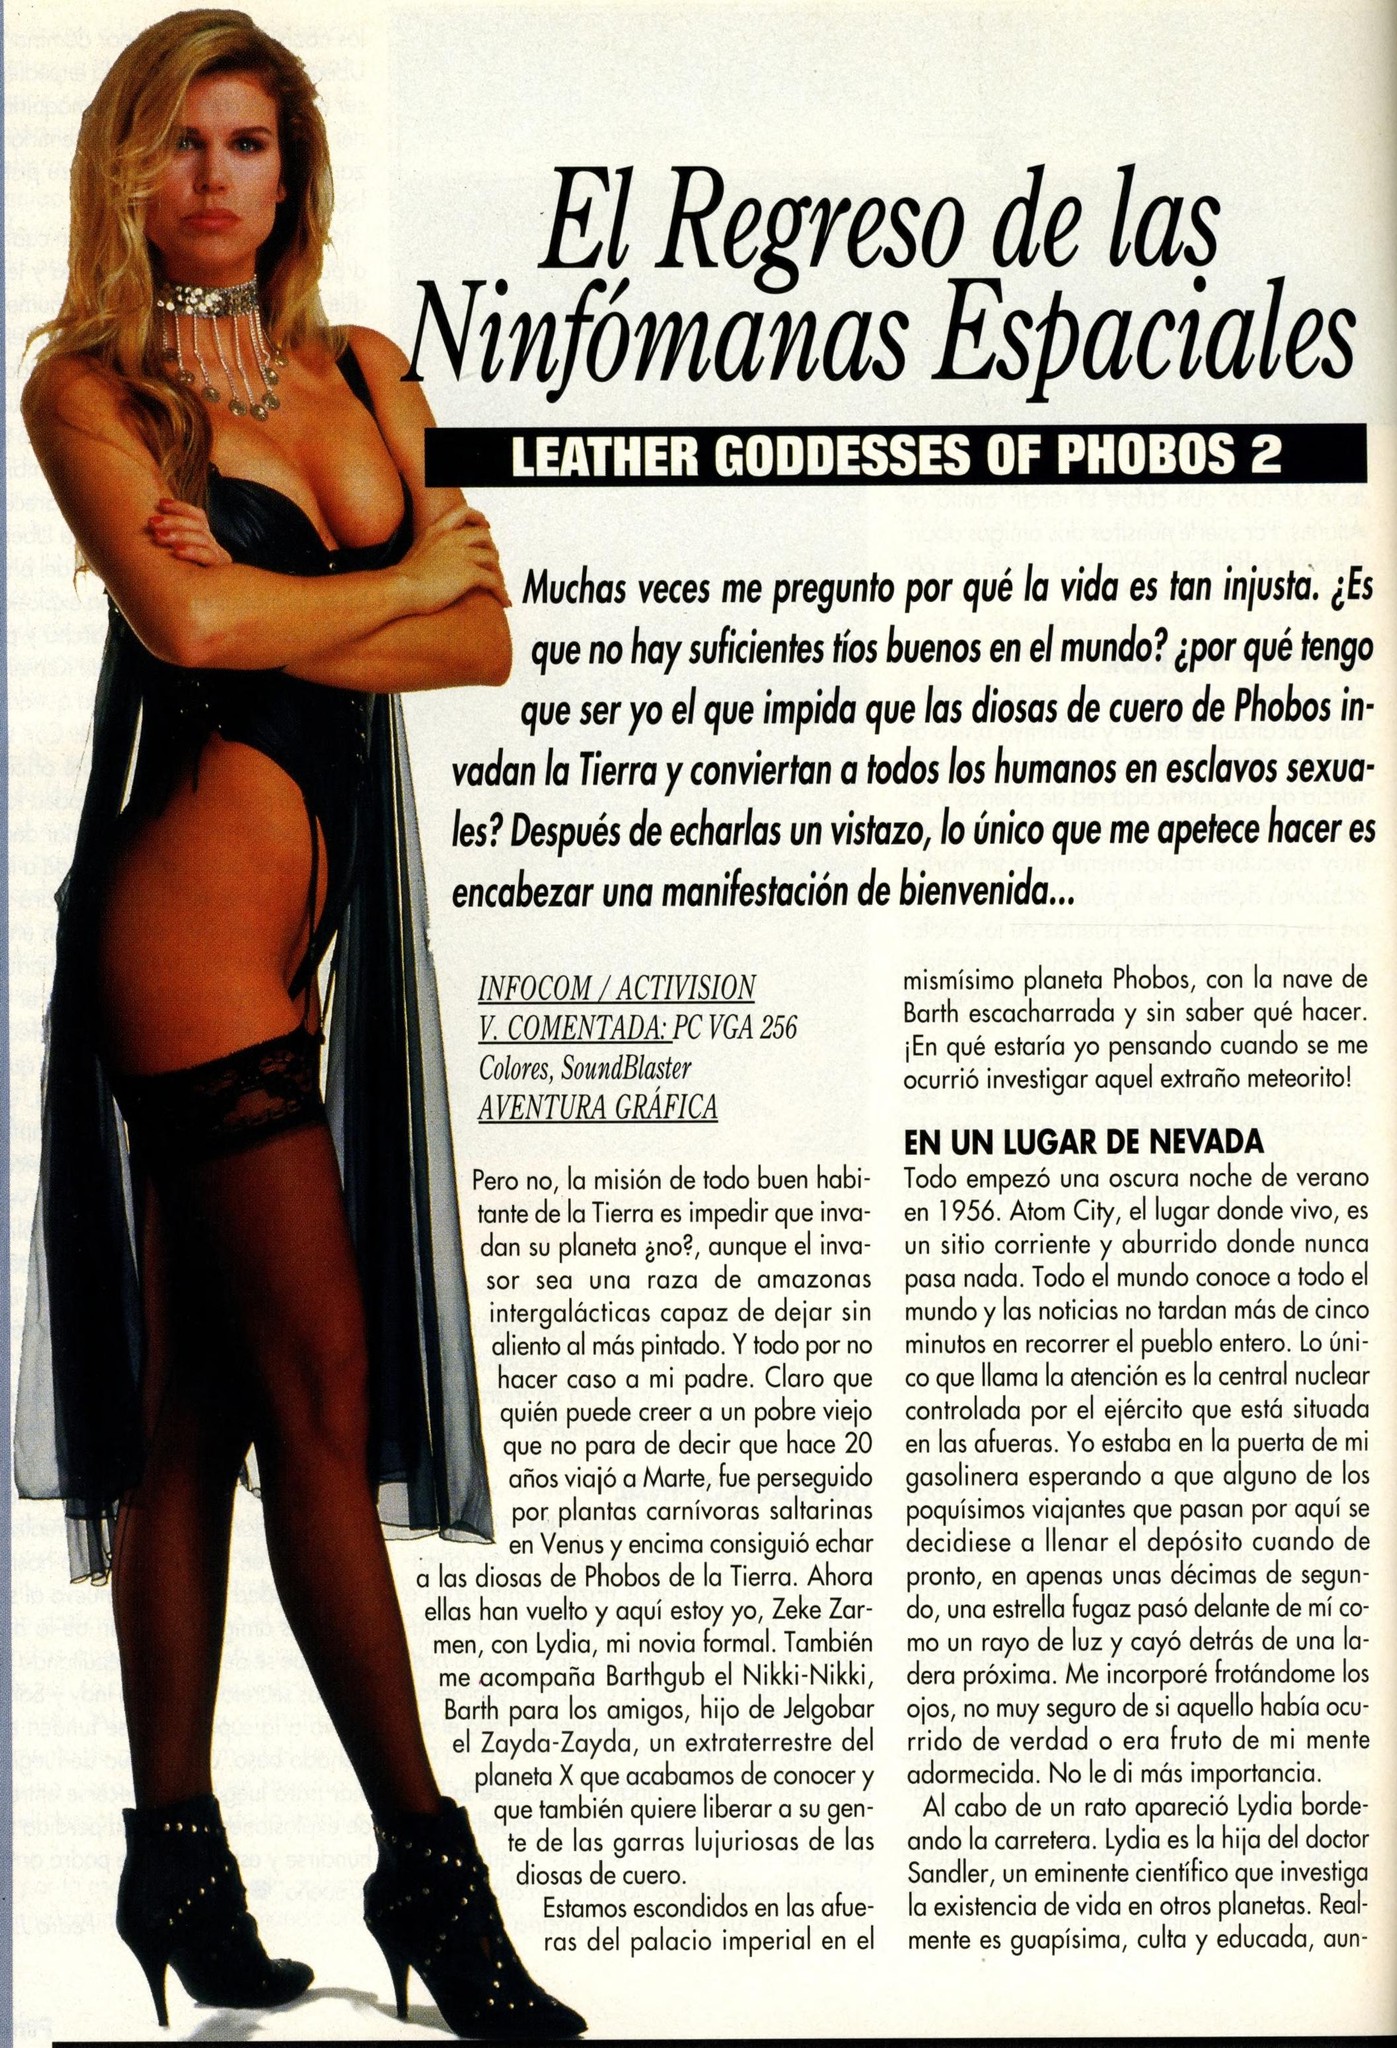 El Regreso de las
Ninfómanas Espaciales
LEATHER GODDESSES OF PHOBOS 2
Muchas veces me pregunto por qué la vida es tan injusta. ¿Es
que no hay suficientes tíos buenos en el mundo? ¿por qué tengo
que ser yo el que impida que las diosas de cuero de Phobos in-
vadan la Tierra y conviertan a todos los humanos en esclavos sexua-
les? Después de echarlas un vistazo, lo único que me apetece hacer es
encabezar una manifestación de bienvenida...
INFOCOM / ACTIVISION
V. COMENTADA: PC VGA 256
Colores, SoundBlaster
AVENTURA GRÁFICA
Pero no, la misión de todo buen habi-
tante de la Tierra es impedir que inva-
dan su planeta ¿no?, aunque el inva-
sor sea una raza de amazonas
intergalácticas capaz de dejar sin
aliento al más pintado. Y todo por no
hacer caso a mi padre. Claro que
quién puede creer a un pobre viejo
que no para de decir que hace 20
años viajó a Marte, fue perseguido
por plantas carnívoras saltarinas
en Venus y encima consiguió echar
a las diosas de Phobos de la Tierra. Ahora
ellas han vuelto y aquí estoy yo, Zeke Zar-
men, con Lydia, mi novia formal. También
me acompaña Barthgub el Nikki-Nikki,
Barth para los amigos, hijo de Jelgobar
el Zayda-Zayda, un extraterrestre del
planeta X que acabamos de conocer y
que también quiere liberar a su gen-
te de las garras lujuriosas de las
diosas de cuero.
Estamos escondidos en las afue-
ras del palacio imperial en el
mismísimo planeta Phobos, con la nave de
Barth escacharrada y sin saber qué hacer.
¡En qué estaría yo pensando cuando se me
ocurrió investigar aquel extraño meteorito!
EN UN LUGAR DE NEVADA
Todo empezó una oscura noche de verano
en 1956. Atom City, el lugar donde vivo, es
un sitio corriente y aburrido donde nunca
pasa nada. Todo el mundo conoce a todo el
mundo y las noticias no tardan más de cinco
minutos en recorrer el pueblo entero. Lo úni-
co que llama la atención es la central nuclear
controlada por el ejército que está situada
en las afueras. Yo estaba en la puerta de mi
gasolinera esperando a que alguno de los
poquísimos viajantes que pasan por aquí se
decidiese a llenar el depósito cuando de
pronto, en apenas unas décimas de segun-
do, una estrella fugaz pasó delante de mí co-
mo un rayo de luz y cayó detrás de una la-
dera próxima. Me incorporé frotándome los
ojos, no muy seguro de si aquello había ocu-
rrido de verdad o era fruto de mi mente
adormecida. No le di más importancia.
Al cabo de un rato apareció Lydia borde-
ando la carretera. Lydia es la hija del doctor
Sandler, un eminente científico que investiga
la existencia de vida en otros planetas. Real-
mente es guapísima, culta y educada, aun-